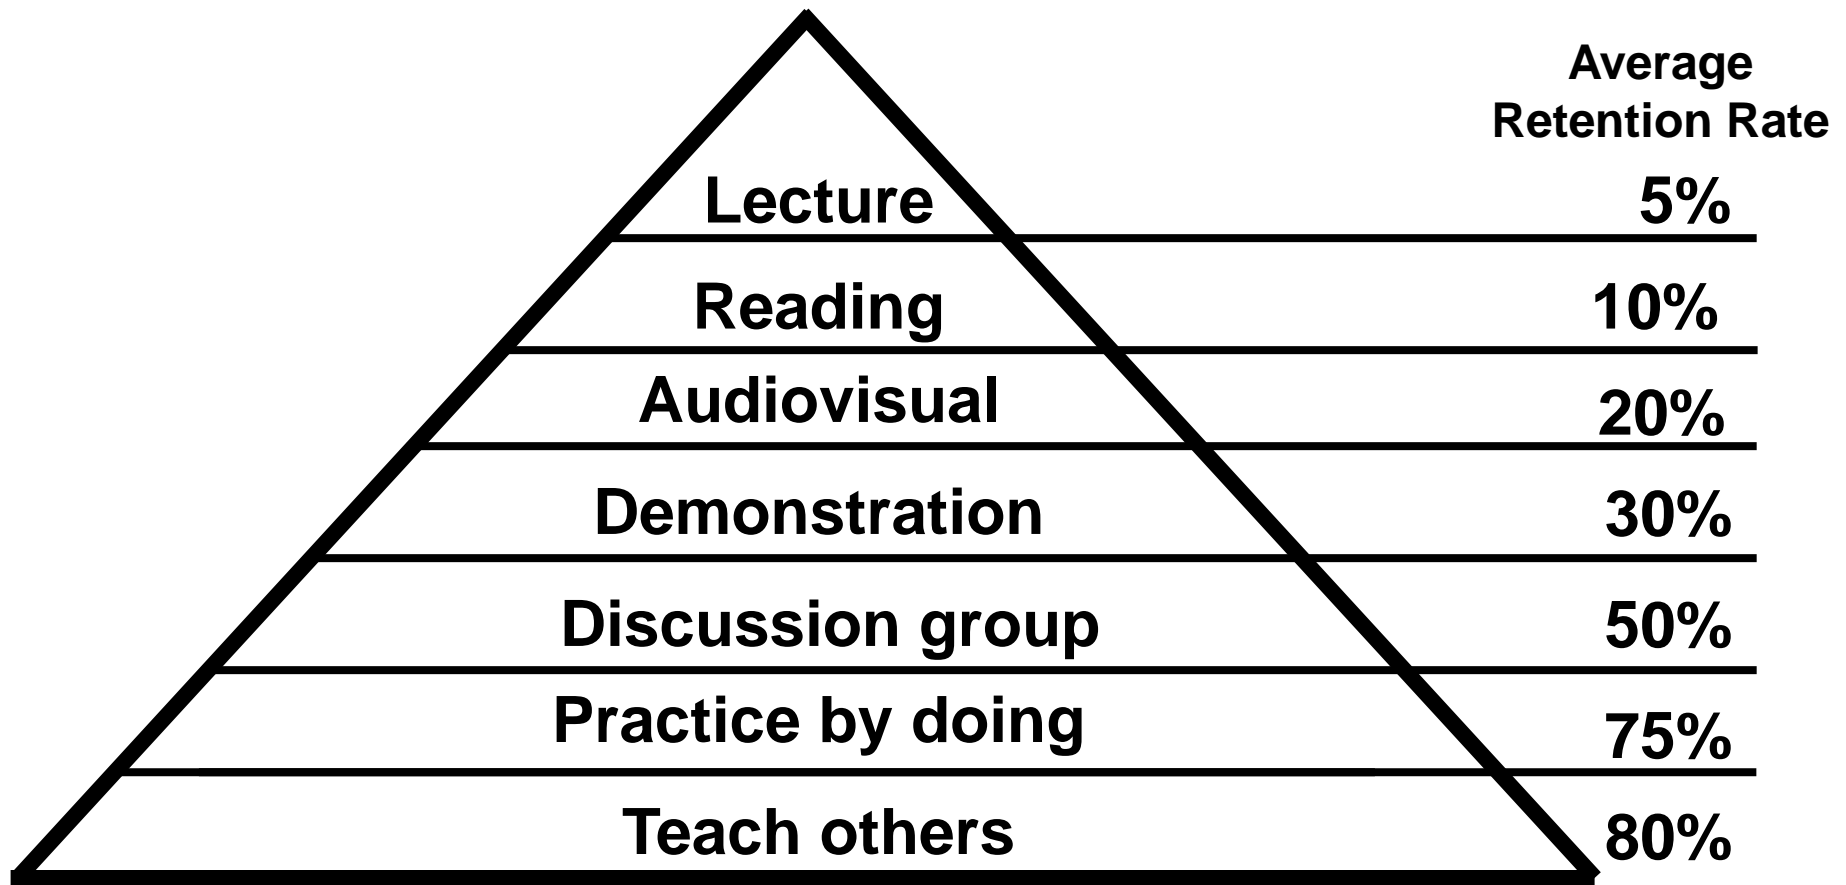 Average
Retention Rate
Lecture 5%
Reading 10%
Audiovisual 20%
Demonstration 30%
Discussion group 50%
Practice by doing 75%
Teach others 80%